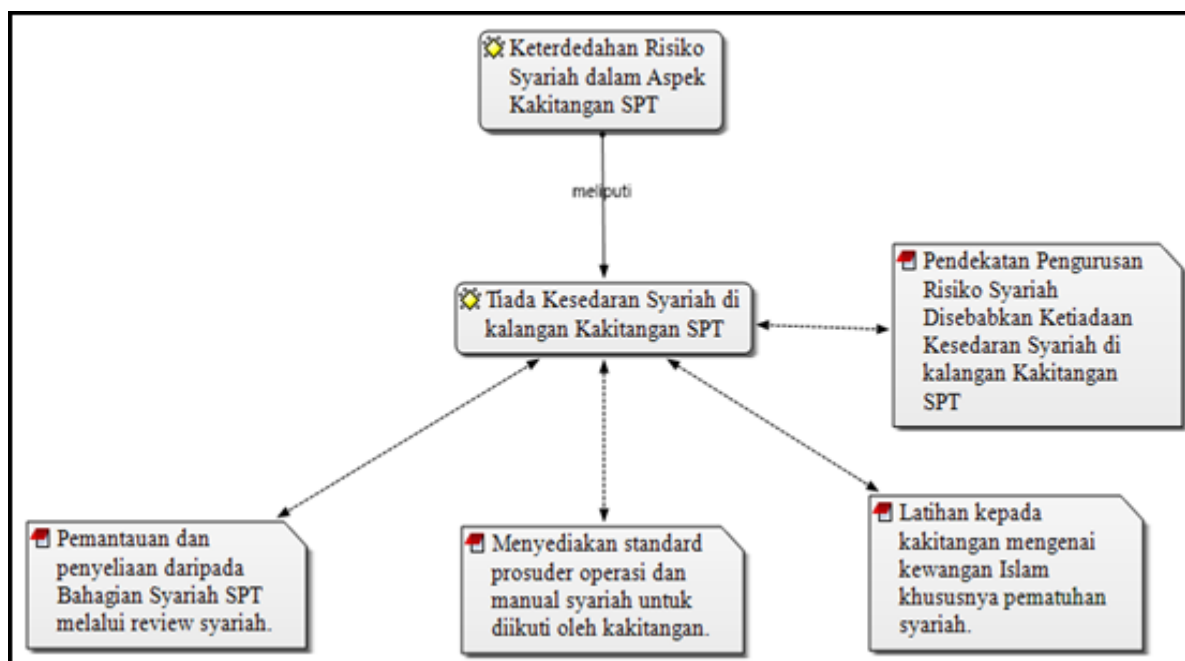 Keterdedahan Risiko
Syariah dalam Aspek
Kakitangan SPT
meliputi
Tiada Kesedaran Syariah di
kalangan Kakitangan SPT
Pendekatan Pengurusan
Risiko Syariah
Disebabkan Ketiadaan
Kesedaran Syariah di
kalangan Kakitangan
SPT
Pemantauan dan
penyeliaan daripada
Bahagian Syariah SPT
melalui review syariah.
Menyediakan standard
prosuder operasi dan
manual syariah untuk
diikuti oleh kakitangan.
Latihan kepada
kakitangan mengenai
kewangan Islam
khususnya pematuhan
syariah.